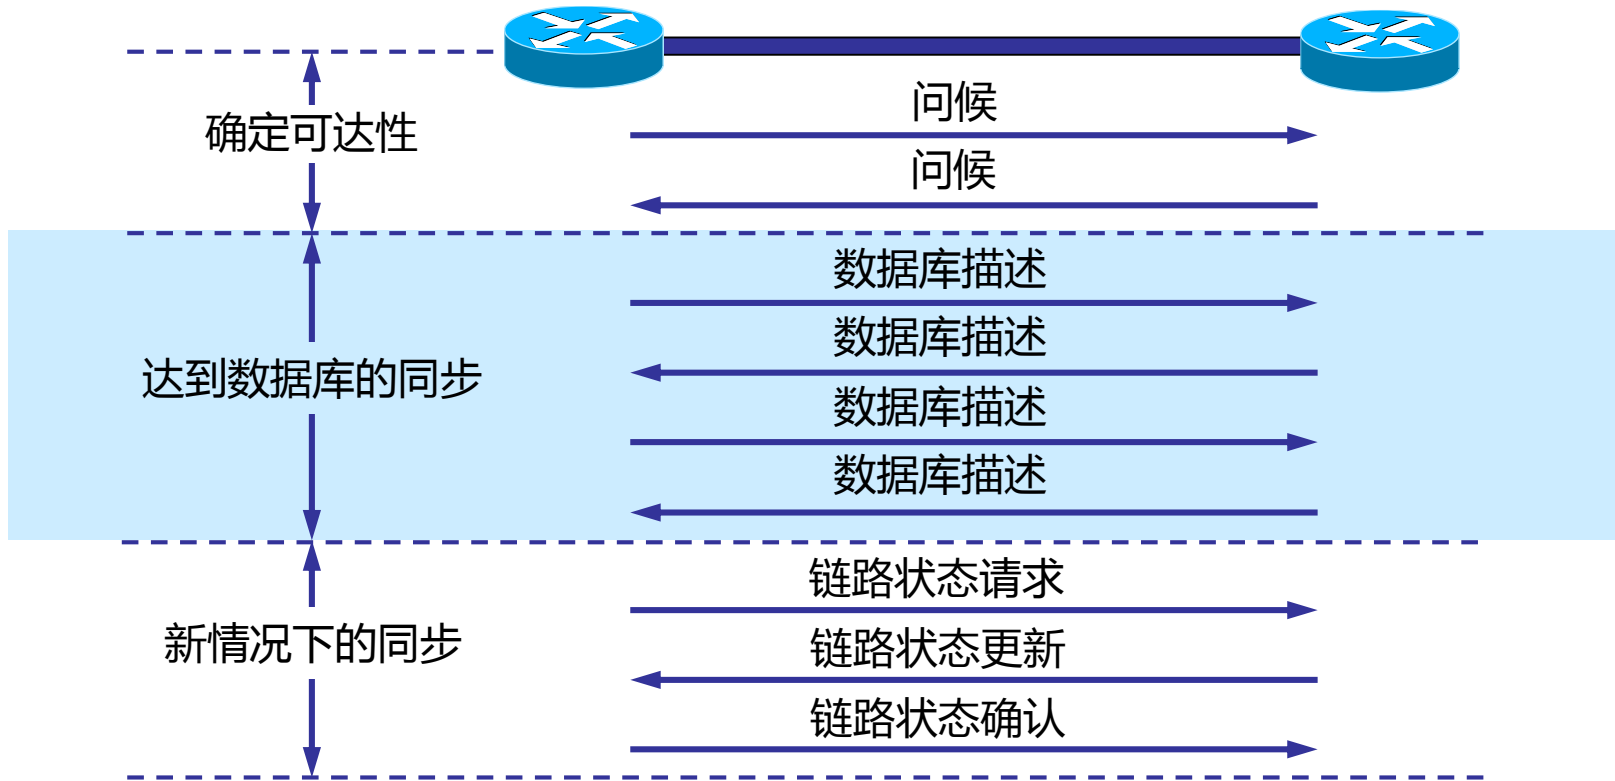 问候
确定可达性
问候
数据库描述
数据库描述
达到数据库的同步
数据库描述
数据库描述
链路状态请求
新情况下的同步
链路状态更新
链路状态确认